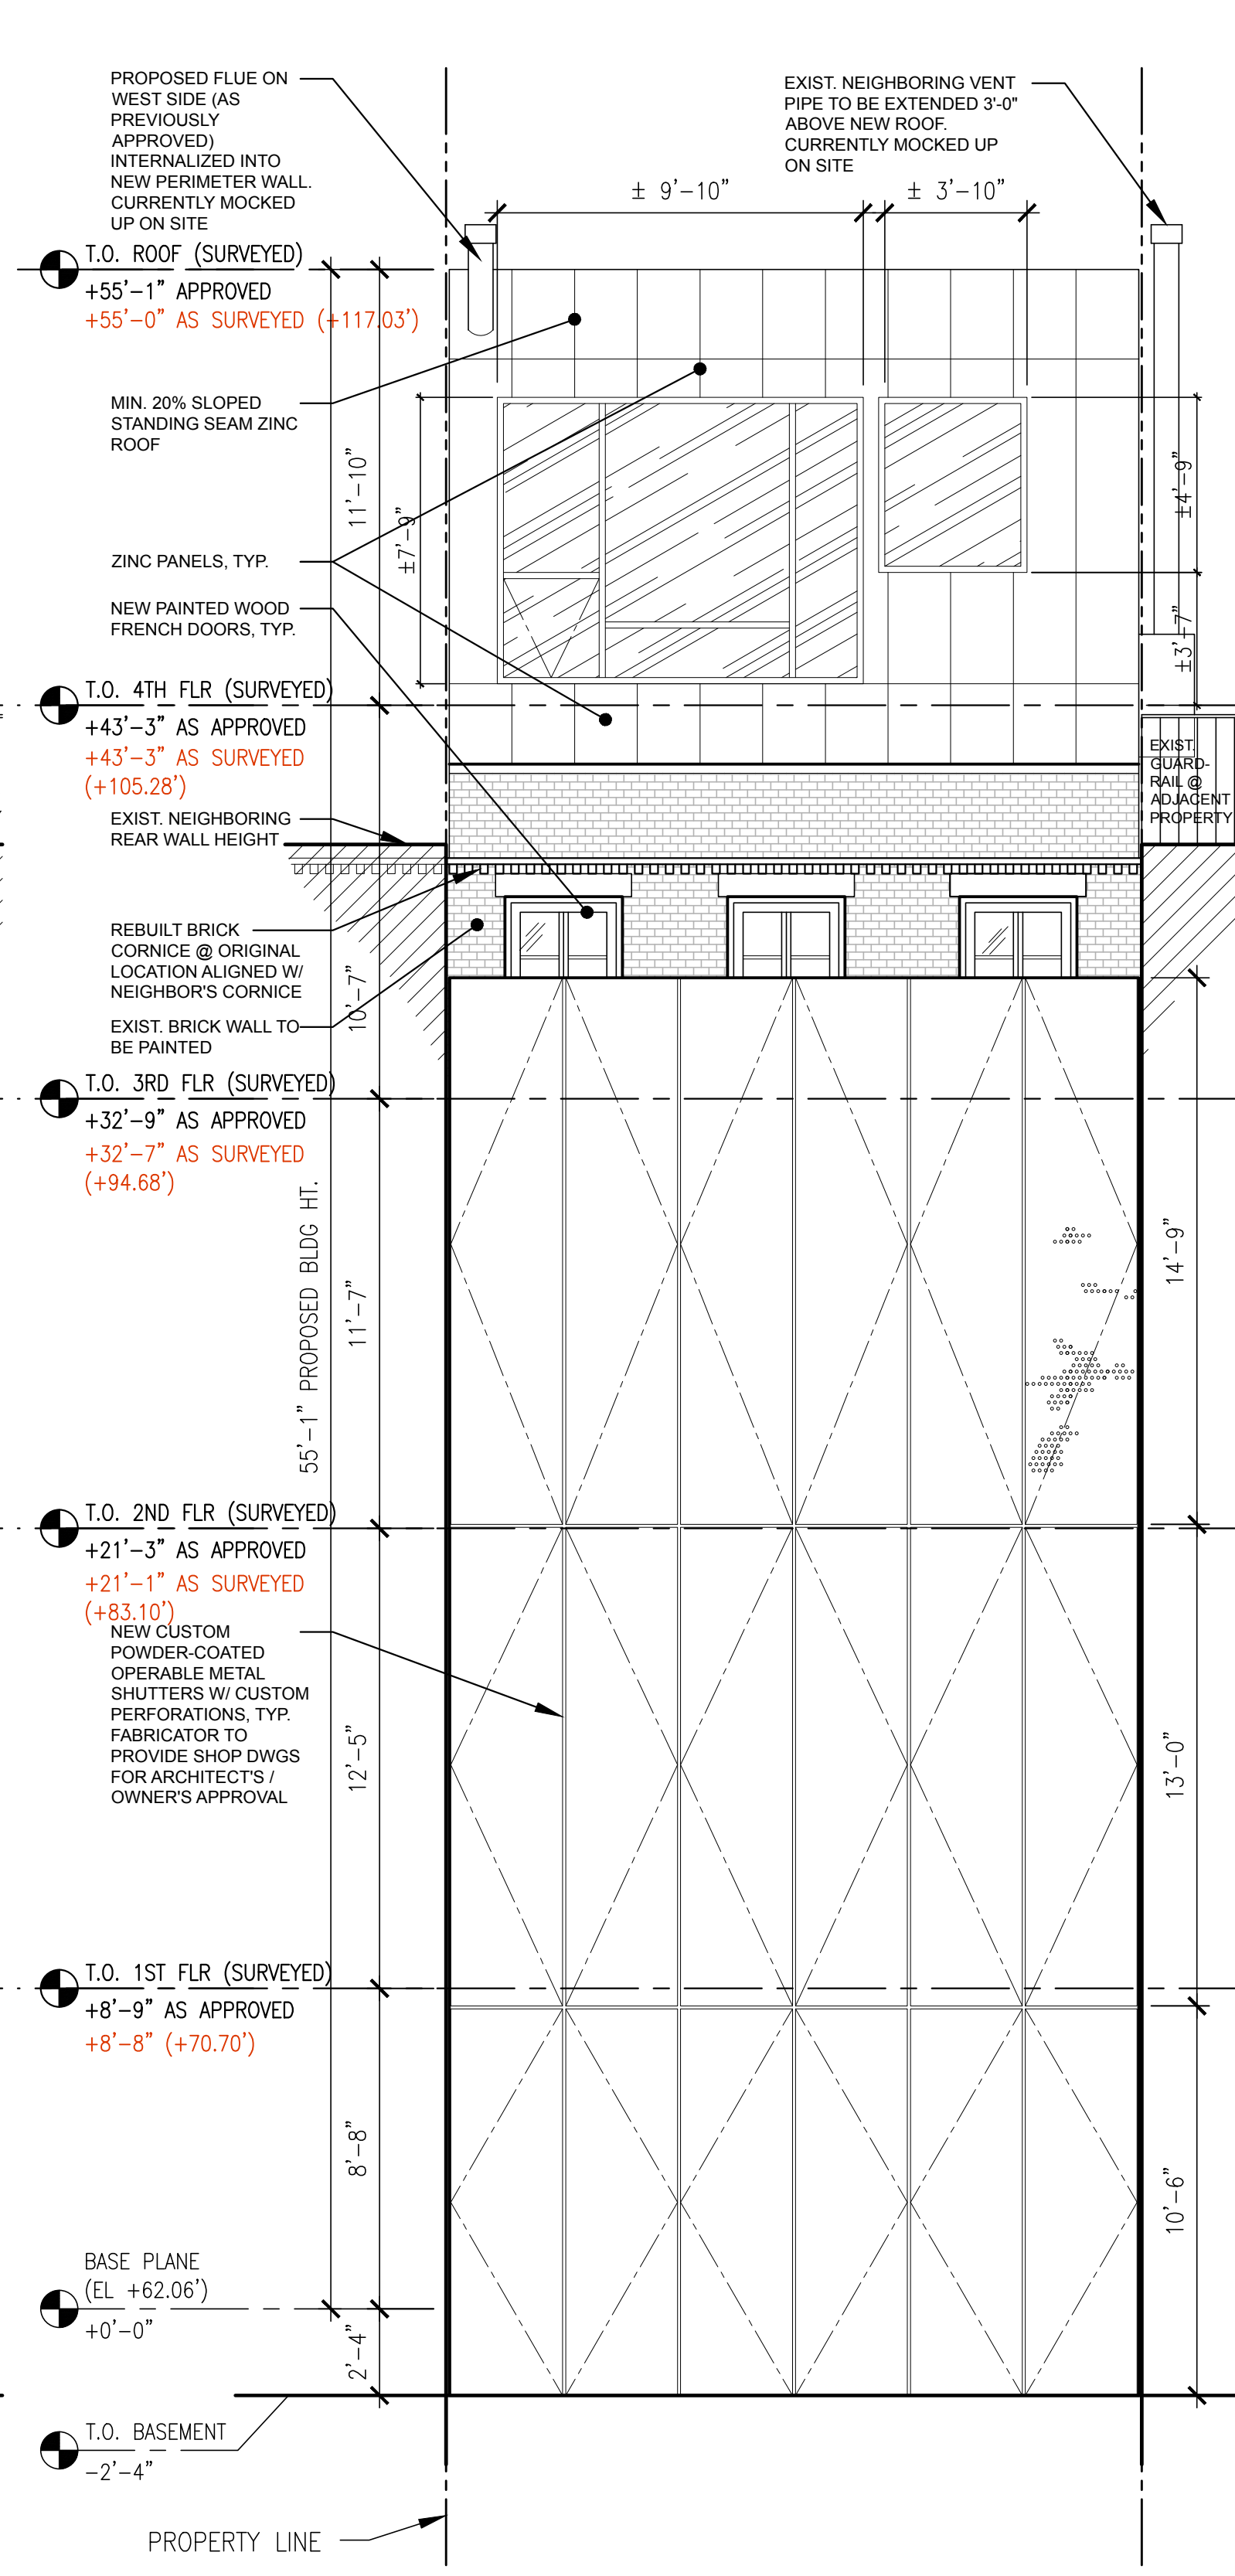 PROPOSED FLUE ON
WEST SIDE (AS
PREVIOUSLY
APPROVED)
INTERNALIZED INTO
NEW PERIMETER WALL.
CURRENTLY MOCKED
UP ON SITE
EXIST. NEIGHBORING VENT
PIPE TO BE EXTENDED 3'-0"
ABOVE NEW ROOF.
CURRENTLY MOCKED UP
ON SITE
± 9'-10"
± 3'-10"
T.O. ROOF (SURVEYED)
+55'-1" APPROVED
+55'-0" AS SURVEYED (+117.03')
MIN. 20% SLOPED
STANDING SEAM ZINC
ROOF
11'-10"
±7'-9"
±4'-9"
ZINC PANELS, TYP.
NEW PAINTED WOOD
FRENCH DOORS, TYP.
±3'-7"
T.O. 4TH FLR (SURVEYED)
+43'-3" AS APPROVED
+43'-3" AS SURVEYED
(+105.28')
EXIST.
GUARD-
RAIL @
ADJACENT
PROPERTY
EXIST. NEIGHBORING
REAR WALL HEIGHT
REBUILT BRICK
CORNICE @ ORIGINAL
LOCATION ALIGNED W/
NEIGHBOR'S CORNICE
10'-7"
EXIST. BRICK WALL TO
BE PAINTED
T.O. 3RD FLR (SURVEYED)
+32'-9" AS APPROVED
+32'-7" AS SURVEYED
(+94.68')
55'-1" PROPOSED BLDG HT.
11'-7"
14'-9"
T.O. 2ND FLR (SURVEYED)
+21'-3" AS APPROVED
+21'-1" AS SURVEYED
(+83.10')
NEW CUSTOM
POWDER-COATED
OPERABLE METAL
SHUTTERS W/ CUSTOM
PERFORATIONS, TYP.
FABRICATOR TO
PROVIDE SHOP DWGS
FOR ARCHITECT'S /
OWNER'S APPROVAL
12'-5"
13'-0"
T.O. 1ST FLR (SURVEYED)
+8'-9" AS APPROVED
+8'-8" (+70.70')
8'-8"
10'-6"
BASE PLANE
(EL +62.06')
+0'-0"
2'-4"
T.O. BASEMENT
-2'-4"
PROPERTY LINE